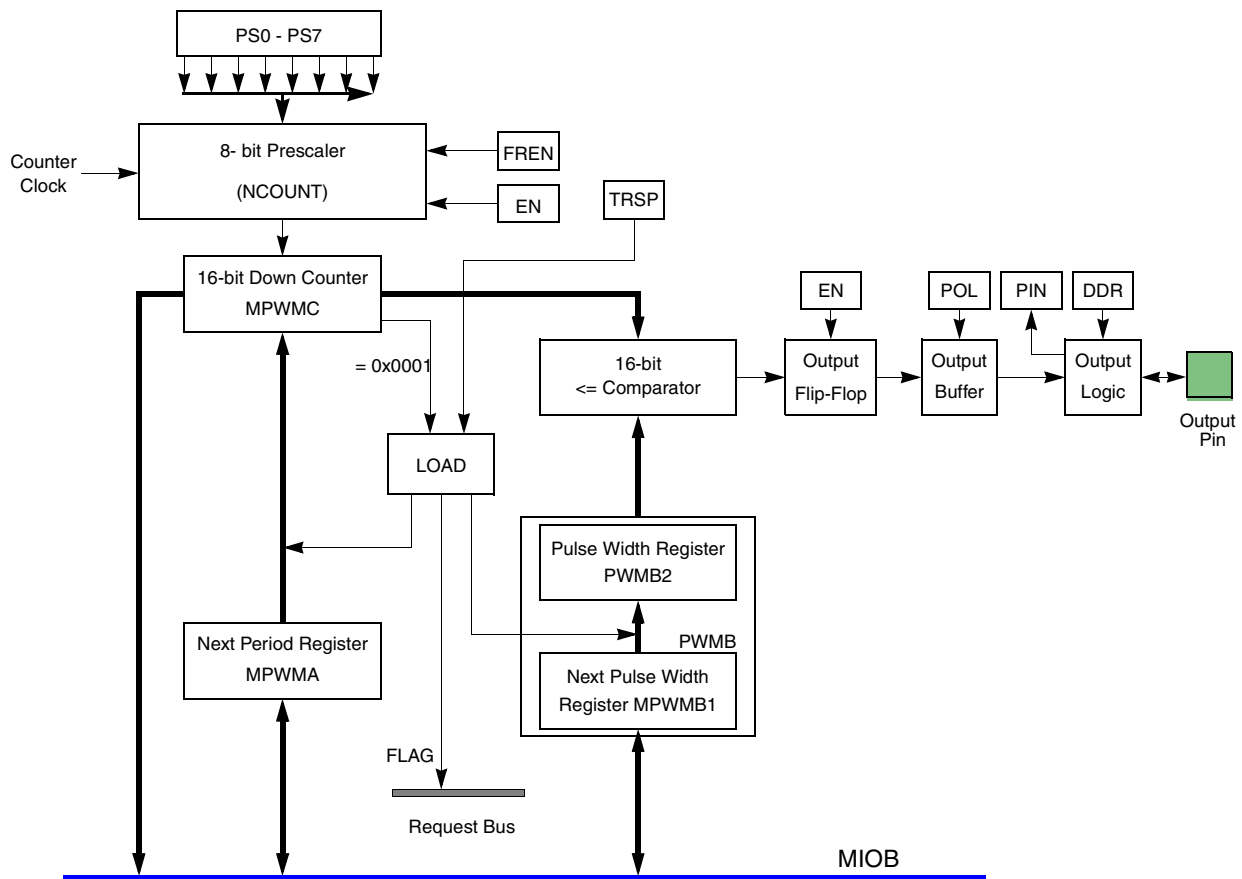 PS0 - PS7
8- bit Prescaler
(NCOUNT)
Counter
Clock
FREN
EN
TRSP
16-bit Down Counter
MPWMC
= 0x0001
LOAD
16-bit
<= Comparator
EN
Output
Flip-Flop
POL
Output
Buffer
PIN
DDR
Output
Logic
Output
Pin
Pulse Width Register
PWMB2
PWMB
Next Pulse Width
Register MPWMB1
Next Period Register
MPWMA
FLAG
Request Bus
MIOB